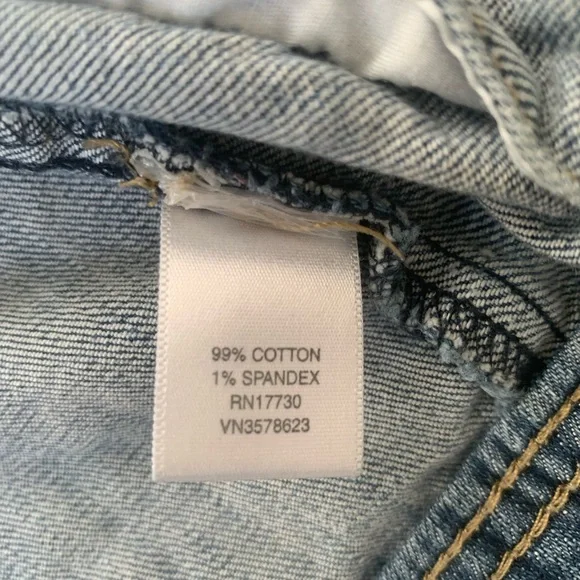 99% COTTON
1% SPANDEX
RN17730
VN3578623